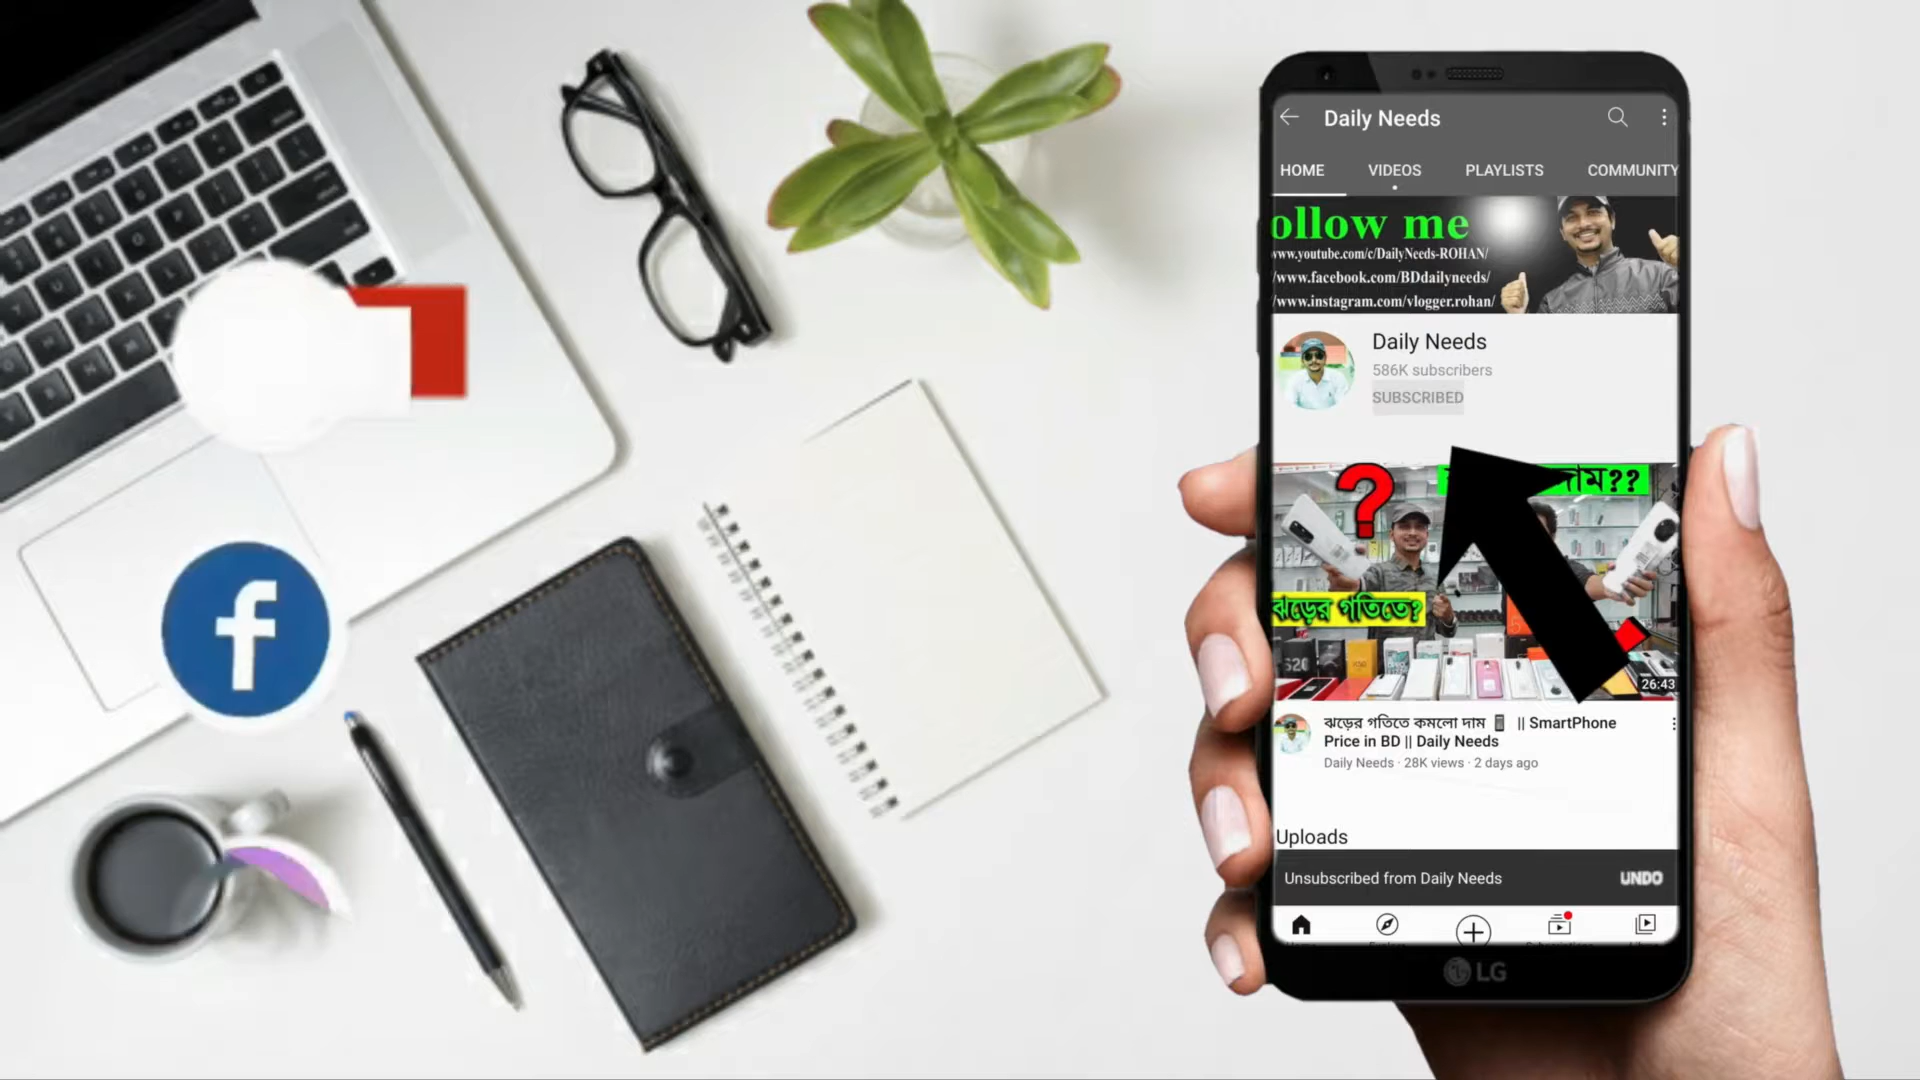 Daily Needs
HOME VIDEOS PLAYLISTS COMMUNITY
ollow me
www.youtube.com/c/DailyNeeds-ROHAN/
/www.facebook.com/BDdailyneeds/
/www.instagram.com/vlogger.rohan/
Daily Needs
586K subscribers
SUBSCRIBED
?
দাম??
ঝড়ের গতিতে?
S20
26:43
ঝড়ের গতিতে কমলো দাম 📱 || SmartPhone
Price in BD || Daily Needs
Daily Needs · 28K views · 2 days ago
Uploads
Unsubscribed from Daily Needs UNDO
LG
f